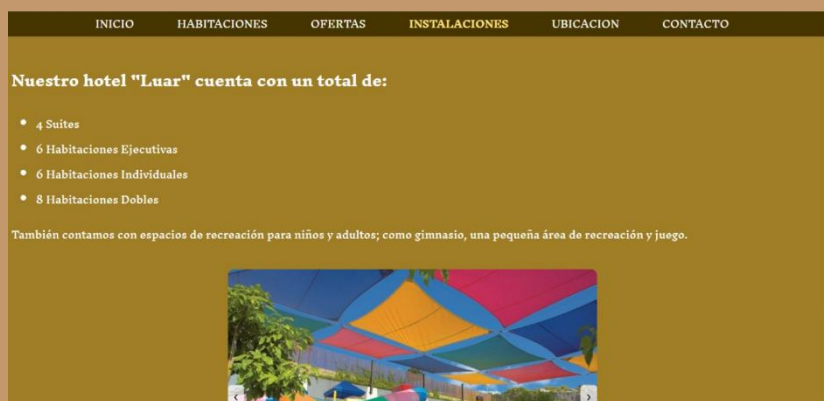 INICIO HABITACIONES OFERTAS INSTALACIONES UBICACION CONTACTO
Nuestro hotel "Luar" cuenta con un total de:
4 Suites
6 Habitaciones Ejecutivas
6 Habitaciones Individuales
8 Habitaciones Dobles
También contamos con espacios de recreación para niños y adultos; como gimnasio, una pequeña área de recreación y juego.